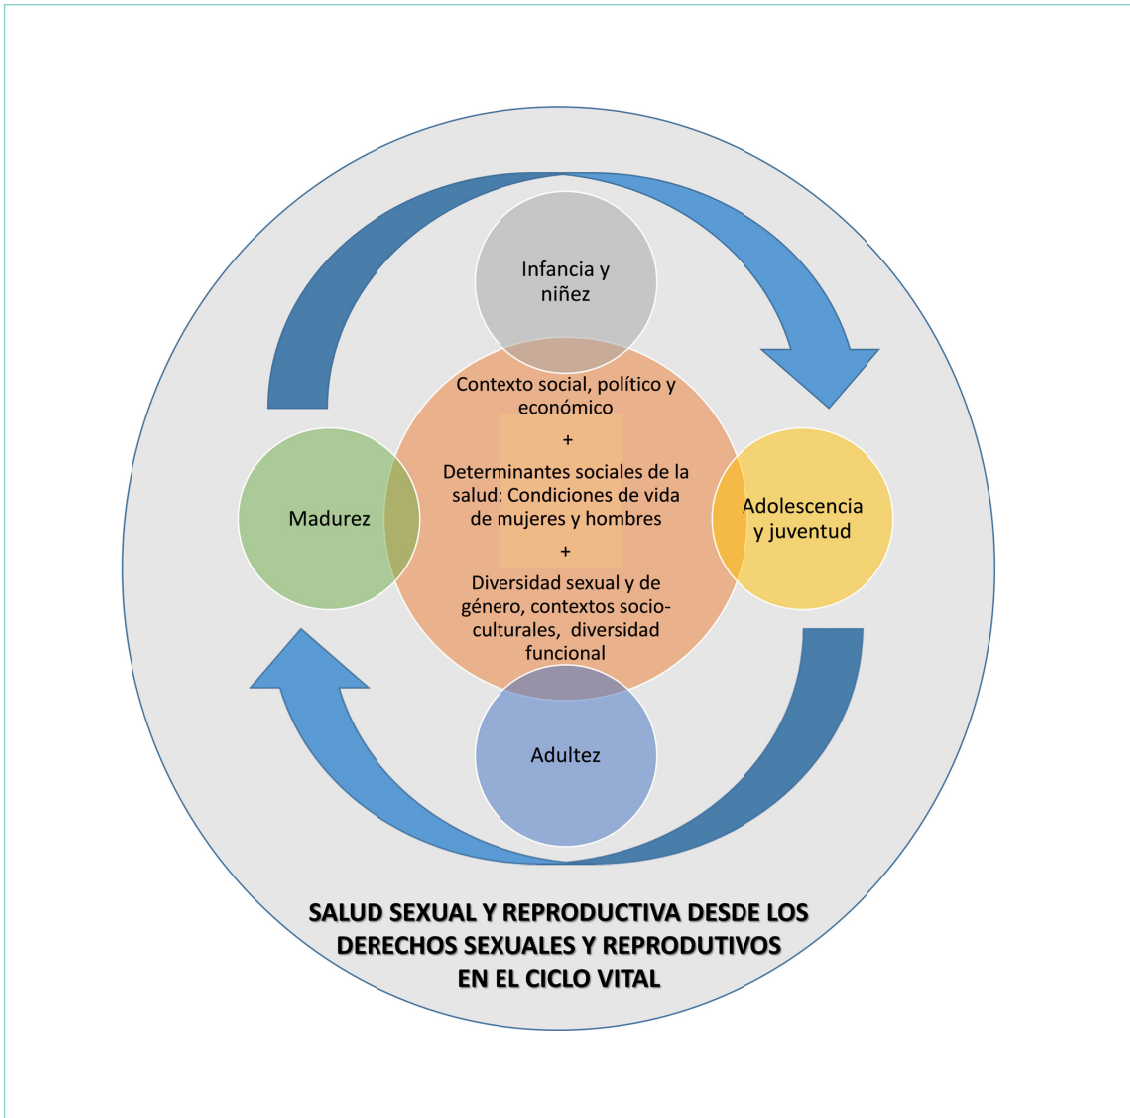 Infancia y
niñez
Contexto social, político y
económico
+
Determinantes sociales de la
salud: Condiciones de vida
de mujeres y hombres
+
Diversidad sexual y de
género, contextos socio-
culturales, diversidad
funcional
Madurez
Adolescencia
y juventud
Adultez
SALUD SEXUAL Y REPRODUCTIVA DESDE LOS
DERECHOS SEXUALES Y REPRODUTIVOS
EN EL CICLO VITAL